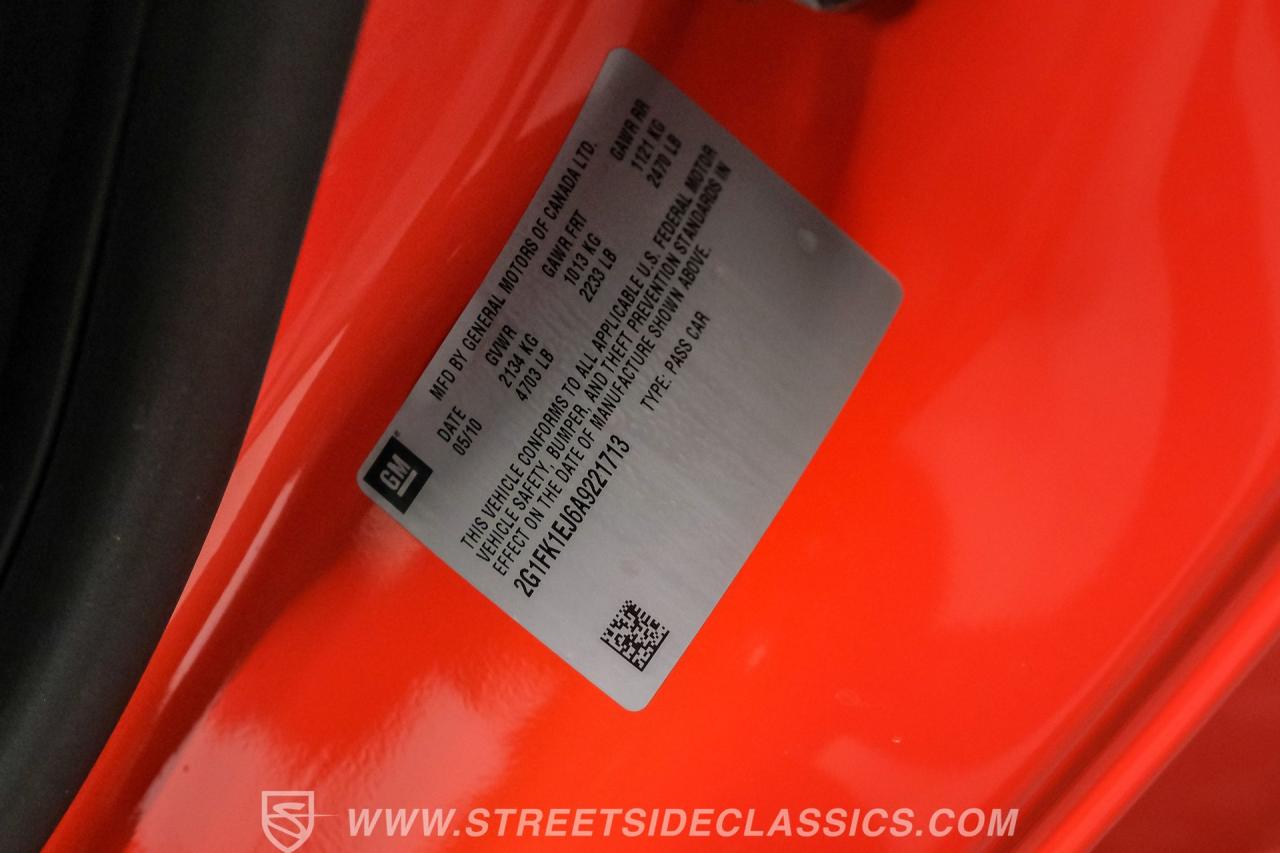 GM
MFD BY GENERAL MOTORS OF CANADA LTD.
DATE GVWR GAWR FRT GAWR RR
05/10 2134 KG 1013 KG 1121 KG
4703 LB 2233 LB 2470 LB
THIS VEHICLE CONFORMS TO ALL APPLICABLE U.S. FEDERAL MOTOR
VEHICLE SAFETY, BUMPER, AND THEFT PREVENTION STANDARDS IN
EFFECT ON THE DATE OF MANUFACTURE SHOWN ABOVE.
2G1FK1EJ6A9221713 TYPE: PASS CAR
WWW.STREETSIDECLASSICS.COM